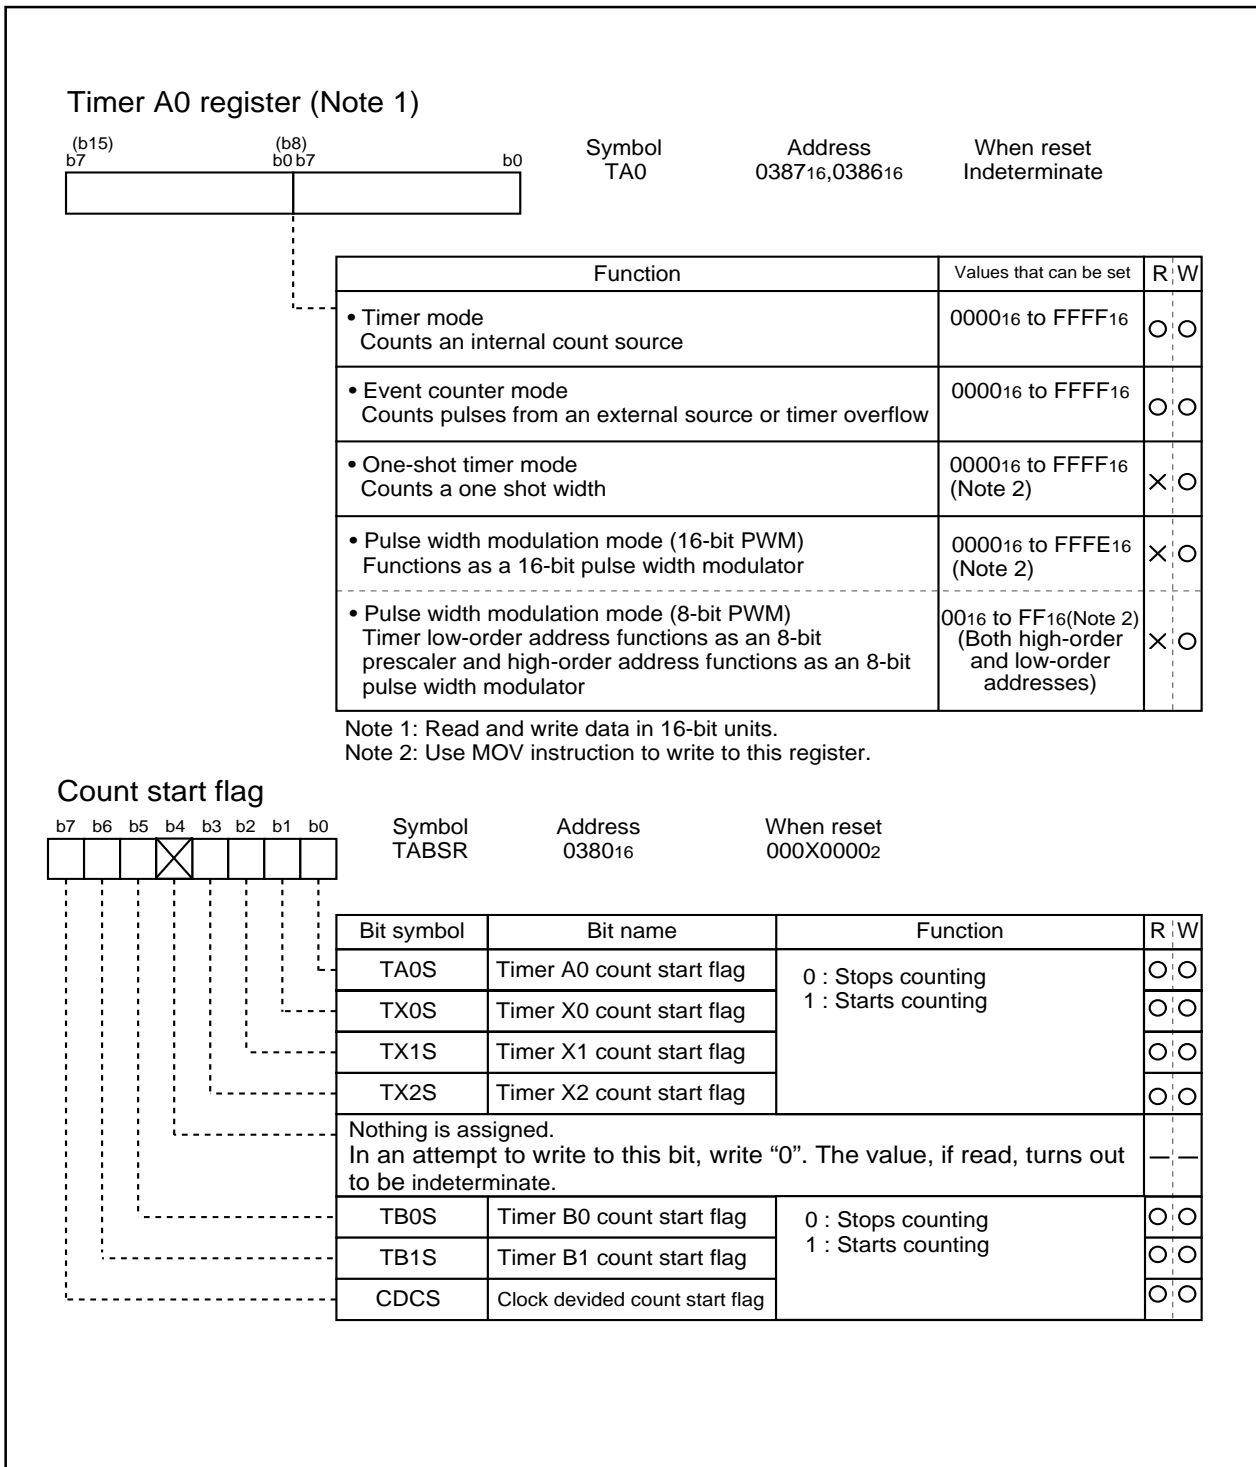 Timer A0 register (Note 1)
(b15) (b8)
b7 b0 b7 b0
Symbol Address When reset
TA0 038716,038616 Indeterminate
Function Values that can be set R W
• Timer mode 000016 to FFFF16
Counts an internal count source
• Event counter mode 000016 to FFFF16
Counts pulses from an external source or timer overflow
• One-shot timer mode 000016 to FFFF16
Counts a one shot width (Note 2)
• Pulse width modulation mode (16-bit PWM) 000016 to FFFE16
Functions as a 16-bit pulse width modulator (Note 2)
• Pulse width modulation mode (8-bit PWM) 0016 to FF16(Note 2)
Timer low-order address functions as an 8-bit (Both high-order
prescaler and high-order address functions as an 8-bit and low-order
pulse width modulator addresses)
Note 1: Read and write data in 16-bit units.
Note 2: Use MOV instruction to write to this register.
Count start flag
b7 b6 b5 b4 b3 b2 b1 b0
Symbol Address When reset
TABSR 038016 000X00002
Bit symbol Bit name Function R W
TA0S Timer A0 count start flag 0 : Stops counting
TX0S Timer X0 count start flag 1 : Starts counting
TX1S Timer X1 count start flag
TX2S Timer X2 count start flag
Nothing is assigned.
In an attempt to write to this bit, write “0”. The value, if read, turns out
to be indeterminate.
TB0S Timer B0 count start flag 0 : Stops counting
TB1S Timer B1 count start flag 1 : Starts counting
CDCS Clock devided count start flag